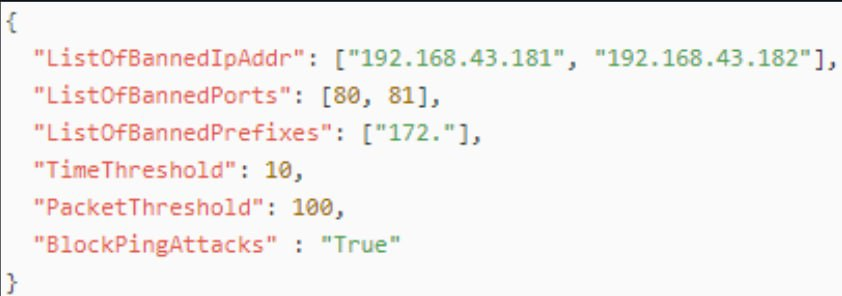 {
"ListOfBannedIpAddr": ["192.168.43.181", "192.168.43.182"],
"ListOfBannedPorts": [80, 81],
"ListOfBannedPrefixes": ["172."],
"TimeThreshold": 10,
"PacketThreshold": 100,
"BlockPingAttacks" : "True"
}